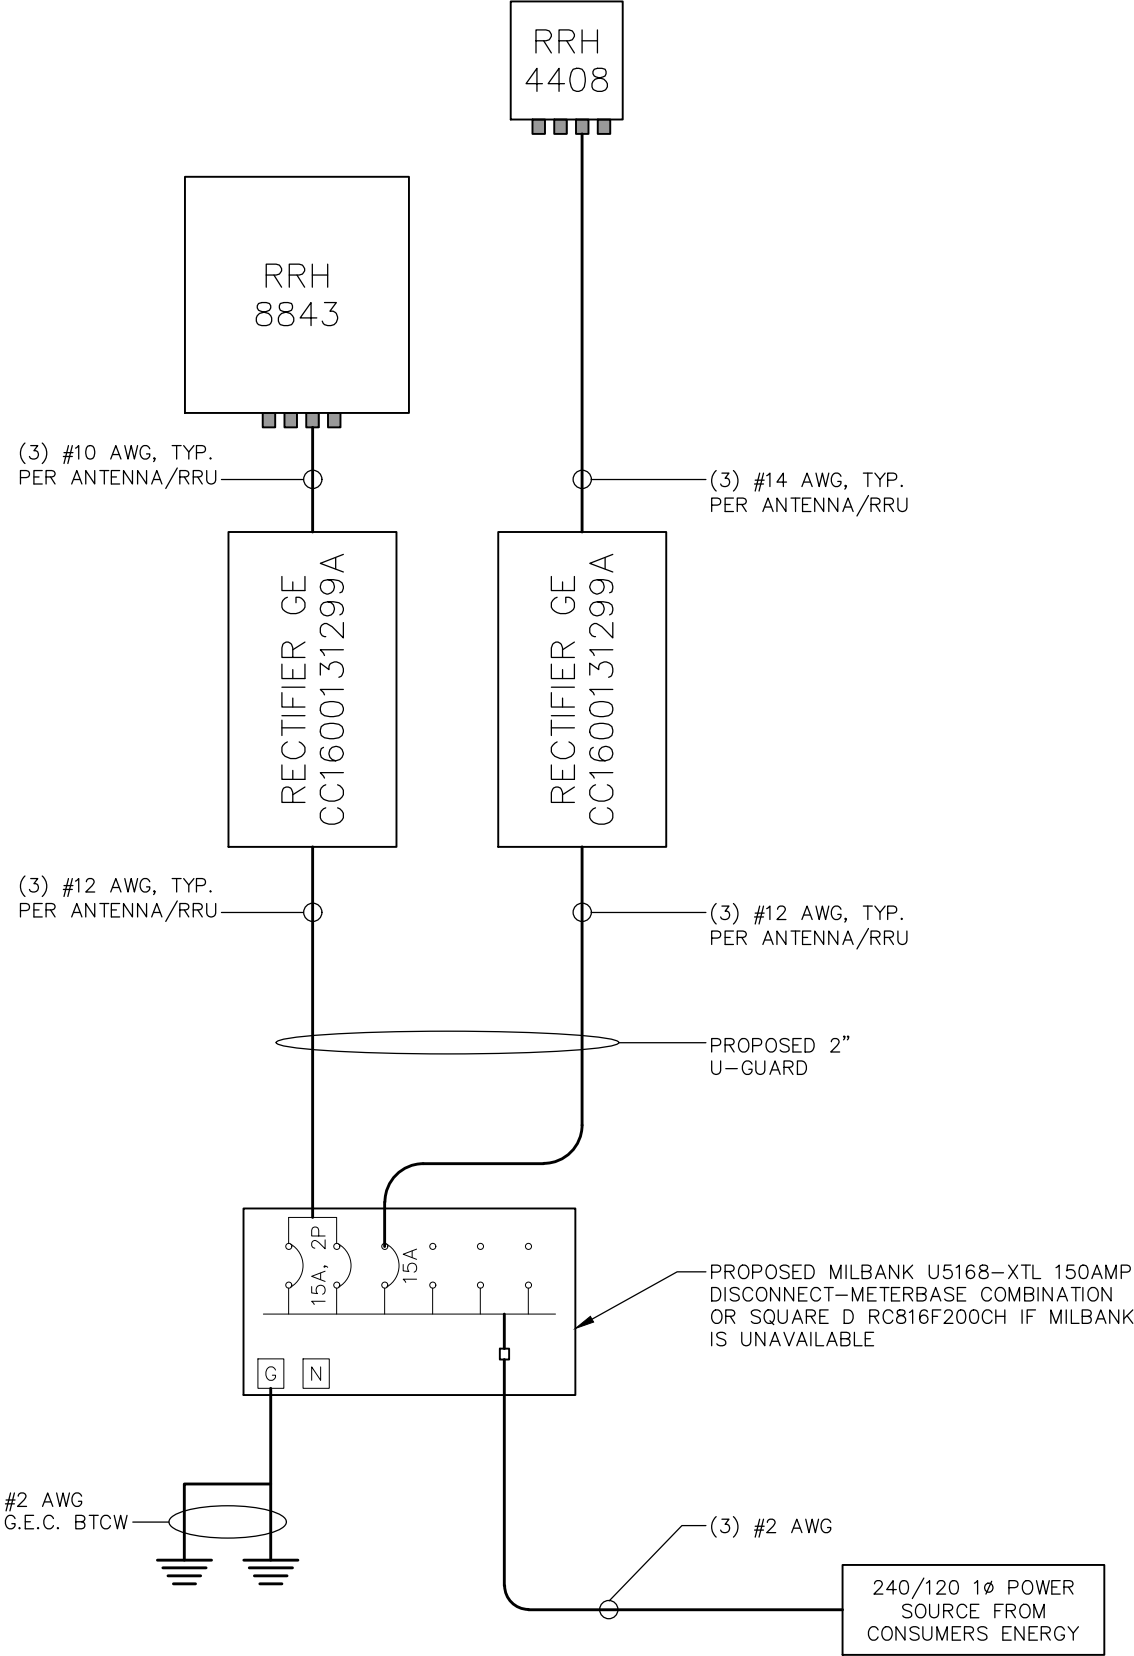 RRH
4408
RRH
8843
(3) #10 AWG, TYP.
PER ANTENNA/RRU
(3) #14 AWG, TYP.
PER ANTENNA/RRU
RECTIFIER GE
CC1600131299A
RECTIFIER GE
CC1600131299A
(3) #12 AWG, TYP.
PER ANTENNA/RRU
(3) #12 AWG, TYP.
PER ANTENNA/RRU
PROPOSED 2”
U-GUARD
15A, 2P
15A
PROPOSED MILBANK U5168-XTL 150AMP
DISCONNECT-METERBASE COMBINATION
OR SQUARE D RC816F200CH IF MILBANK
IS UNAVAILABLE
G
N
#2 AWG
G.E.C. BTCW
(3) #2 AWG
240/120 1ø POWER
SOURCE FROM
CONSUMERS ENERGY